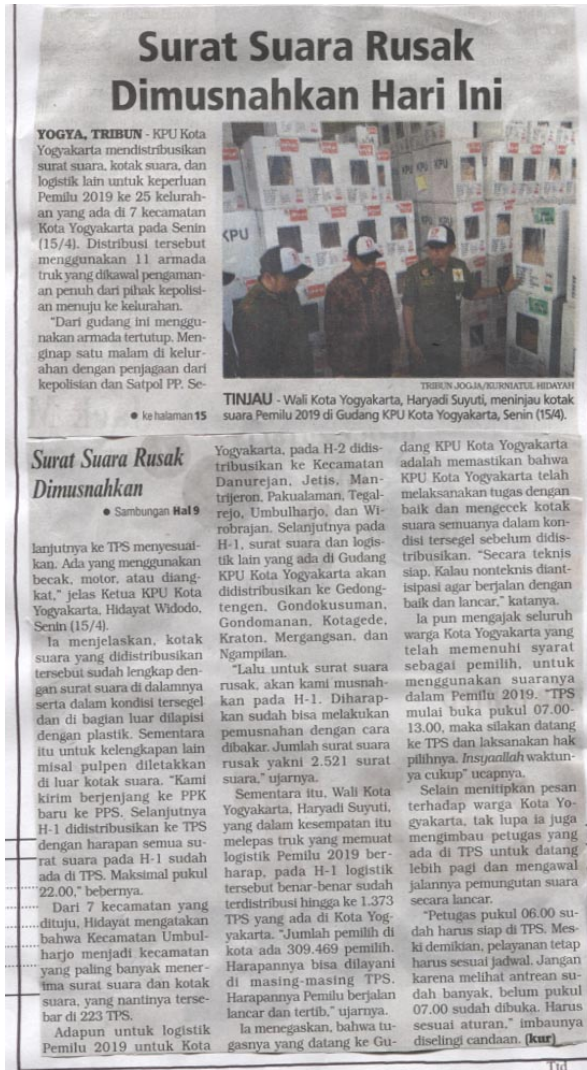 Surat Suara Rusak
Dimusnahkan Hari Ini
YOGYA, TRIBUN - KPU Kota
Yogyakarta mendistribusikan
surat suara, kotak suara, dan
logistik lain untuk keperluan
Pemilu 2019 ke 25 kelurah-
an yang ada di 7 kecamatan
Kota Yogyakarta pada Senin
(15/4). Distribusi tersebut
menggunakan 11 armada
truk yang dikawal pengaman-
an penuh dari pihak kepolisi-
an menuju ke kelurahan.
"Dari gudang ini menggu-
nakan armada tertutup. Me-
nginap satu malam di kelur-
ahan dengan penjagaan dari
kepolisian dan Satpol PP. Se-
● ke halaman 15
KPU
KPU
TRIBUN JOGJA/KURNIATUL HIDAYAH
TINJAU - Wali Kota Yogyakarta, Haryadi Suyuti, meninjau kotak
suara Pemilu 2019 di Gudang KPU Kota Yogyakarta, Senin (15/4).
Surat Suara Rusak
Dimusnahkan
● Sambungan Hal 9
lanjutnya ke TPS menyesuai-
kan. Ada yang menggunakan
becak, motor, atau diang-
kat," jelas Ketua KPU Kota
Yogyakarta, Hidayat Widodo,
Senin (15/4).
Ia menjelaskan, kotak
suara yang didistribusikan
tersebut sudah lengkap den-
gan surat suara di dalamnya
serta dalam kondisi tersegel
dan di bagian luar dilapisi
dengan plastik. Sementara
itu untuk kelengkapan lain
misal pulpen diletakkan
di luar kotak suara. "Kami
kirim berjenjang ke PPK
baru ke PPS. Selanjutnya
H-1 didistribusikan ke TPS
dengan harapan semua su-
rat suara pada H-1 sudah
ada di TPS. Maksimal pukul
22.00," bebernya.
Dari 7 kecamatan yang
dituju, Hidayat mengatakan
bahwa Kecamatan Umbul-
harjo menjadi kecamatan
yang paling banyak mener-
ima surat suara dan kotak
suara, yang nantinya terse-
bar di 223 TPS.
Adapun untuk logistik
Pemilu 2019 untuk Kota
Yogyakarta, pada H-2 didis-
tribusikan ke Kecamatan
Danurejan, Jetis, Man-
trijeron, Pakualaman, Tegal-
rejo, Umbulharjo, dan Wi-
robrajan. Selanjutnya pada
H-1, surat suara dan logis-
tik lain yang ada di Gudang
KPU Kota Yogyakarta akan
didistribusikan ke Gedong-
tengen, Gondokusuman,
Gondomanan, Kotagede,
Kraton, Mergangsan, dan
Ngampilan.
"Lalu untuk surat suara
rusak, akan kami musnah-
kan pada H-1. Diharap-
kan sudah bisa melakukan
pemusnahan dengan cara
dibakar. Jumlah surat suara
rusak yakni 2.521 surat
suara," ujarnya.
Sementara itu, Wali Kota
Yogyakarta, Haryadi Suyuti,
yang dalam kesempatan itu
melepas truk yang memuat
logistik Pemilu 2019 ber-
harap, pada H-1 logistik
tersebut benar-benar sudah
terdistribusi hingga ke 1.373
TPS yang ada di Kota Yog-
yakarta. "Jumlah pemilih di
kota ada 309.469 pemilih.
Harapannya bisa dilayani
di masing-masing TPS.
Harapannya Pemilu berjalan
lancar dan tertib," ujarnya.
Ia menegaskan, bahwa tu-
gasnya yang datang ke Gu-
dang KPU Kota Yogyakarta
adalah memastikan bahwa
KPU Kota Yogyakarta telah
melaksanakan tugas dengan
baik dan mengecek kotak
suara semuanya dalam kon-
disi tersegel sebelum didis-
tribusikan. "Secara teknis
siap. Kalau nonteknis diant-
isipasi agar berjalan dengan
baik dan lancar," katanya.
Ia pun mengajak seluruh
warga Kota Yogyakarta yang
telah memenuhi syarat
sebagai pemilih, untuk
menggunakan suaranya
dalam Pemilu 2019. "TPS
mulai buka pukul 07.00-
13.00, maka silakan datang
ke TPS dan laksanakan hak
pilihnya. Insyaallah waktun-
ya cukup" ucapnya.
Selain menitipkan pesan
terhadap warga Kota Yo-
gyakarta, tak lupa ia juga
mengimbau petugas yang
ada di TPS untuk datang
lebih pagi dan mengawal
jalannya pemungutan suara
secara lancar.
"Petugas pukul 06.00 su-
dah harus siap di TPS. Mes-
ki demikian, pelayanan tetap
harus sesuai jadwal. Jangan
karena melihat antrean su-
dah banyak, belum pukul
07.00 sudah dibuka. Harus
sesuai aturan," imbaunya
diselingi candaan. (kur)
Ttd